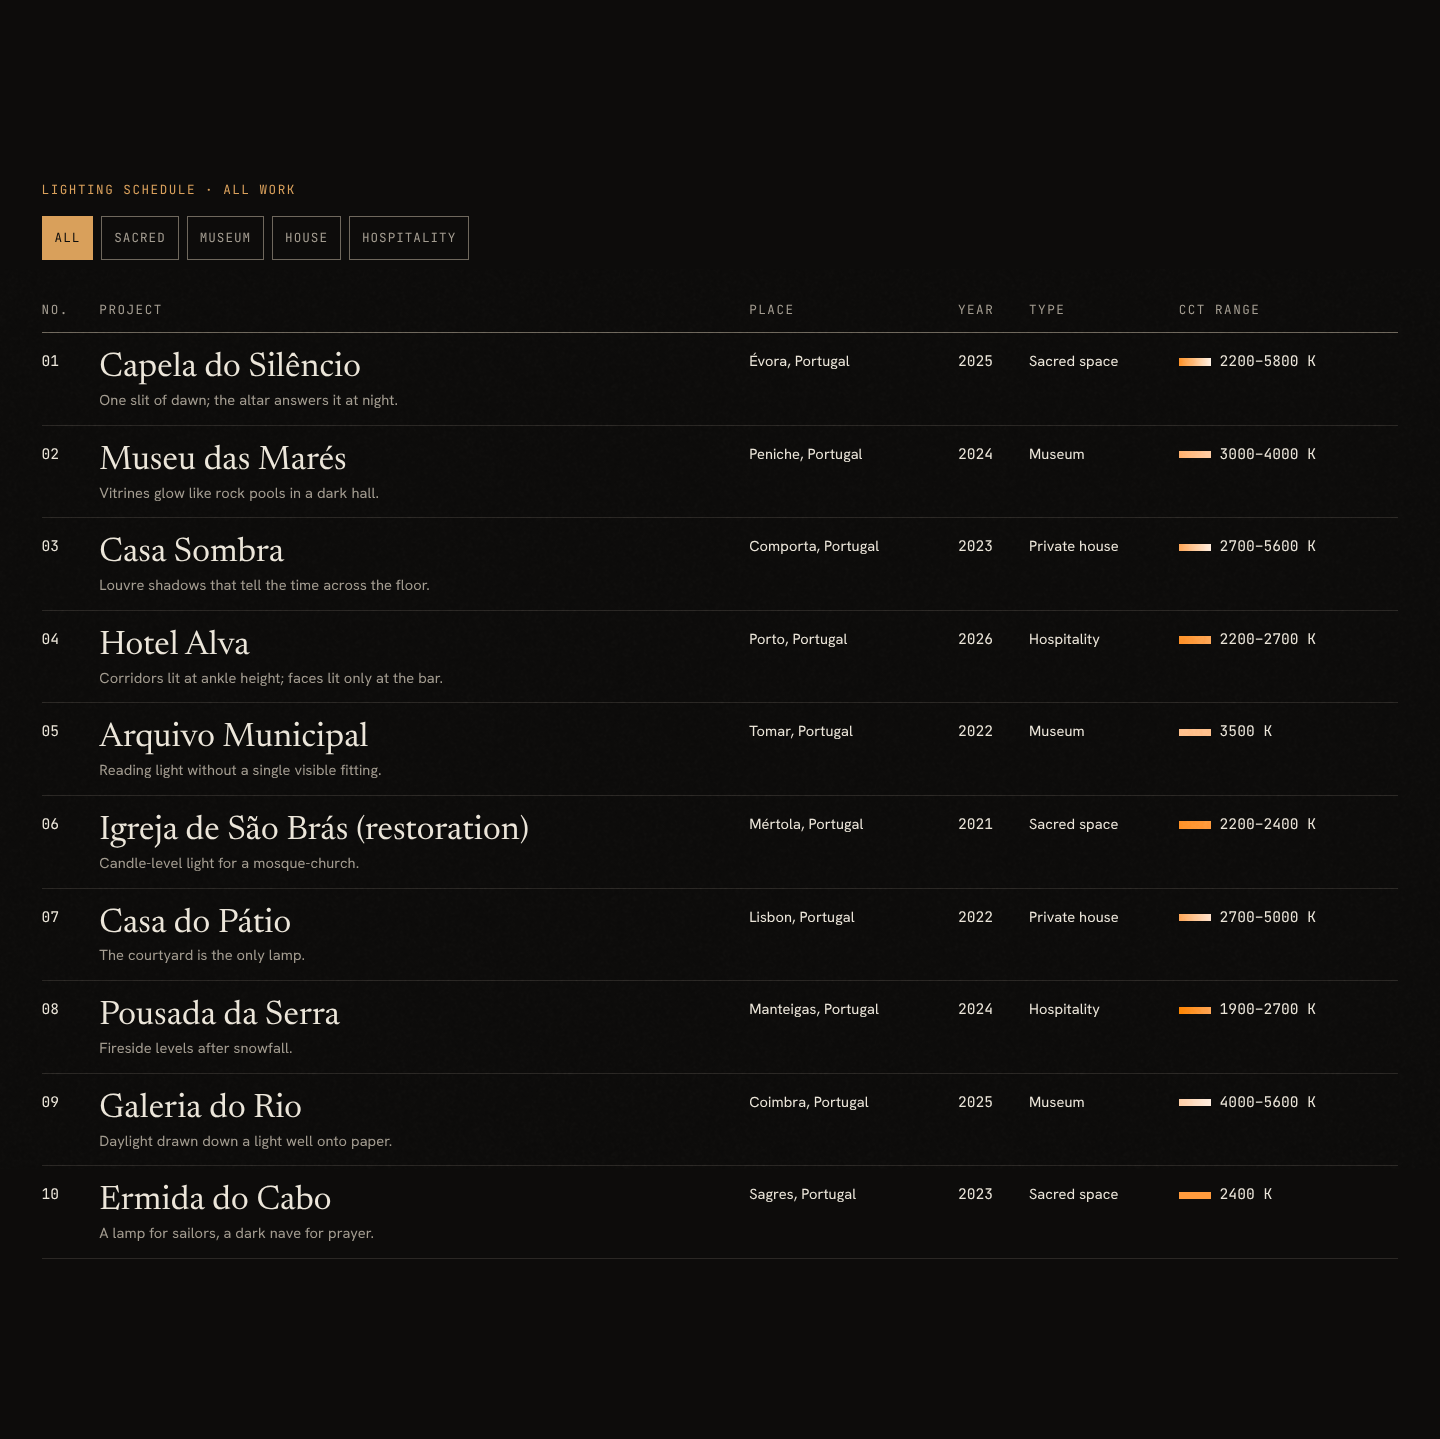 LIGHTING SCHEDULE · ALL WORK
ALL SACRED MUSEUM HOUSE HOSPITALITY
NO. PROJECT PLACE YEAR TYPE CCT RANGE
01 Capela do Silêncio Évora, Portugal 2025 Sacred space 2200–5800 K
One slit of dawn; the altar answers it at night.
02 Museu das Marés Peniche, Portugal 2024 Museum 3000–4000 K
Vitrines glow like rock pools in a dark hall.
03 Casa Sombra Comporta, Portugal 2023 Private house 2700–5600 K
Louvre shadows that tell the time across the floor.
04 Hotel Alva Porto, Portugal 2026 Hospitality 2200–2700 K
Corridors lit at ankle height; faces lit only at the bar.
05 Arquivo Municipal Tomar, Portugal 2022 Museum 3500 K
Reading light without a single visible fitting.
06 Igreja de São Brás (restoration) Mértola, Portugal 2021 Sacred space 2200–2400 K
Candle-level light for a mosque-church.
07 Casa do Pátio Lisbon, Portugal 2022 Private house 2700–5000 K
The courtyard is the only lamp.
08 Pousada da Serra Manteigas, Portugal 2024 Hospitality 1900–2700 K
Fireside levels after snowfall.
09 Galeria do Rio Coimbra, Portugal 2025 Museum 4000–5600 K
Daylight drawn down a light well onto paper.
10 Ermida do Cabo Sagres, Portugal 2023 Sacred space 2400 K
A lamp for sailors, a dark nave for prayer.